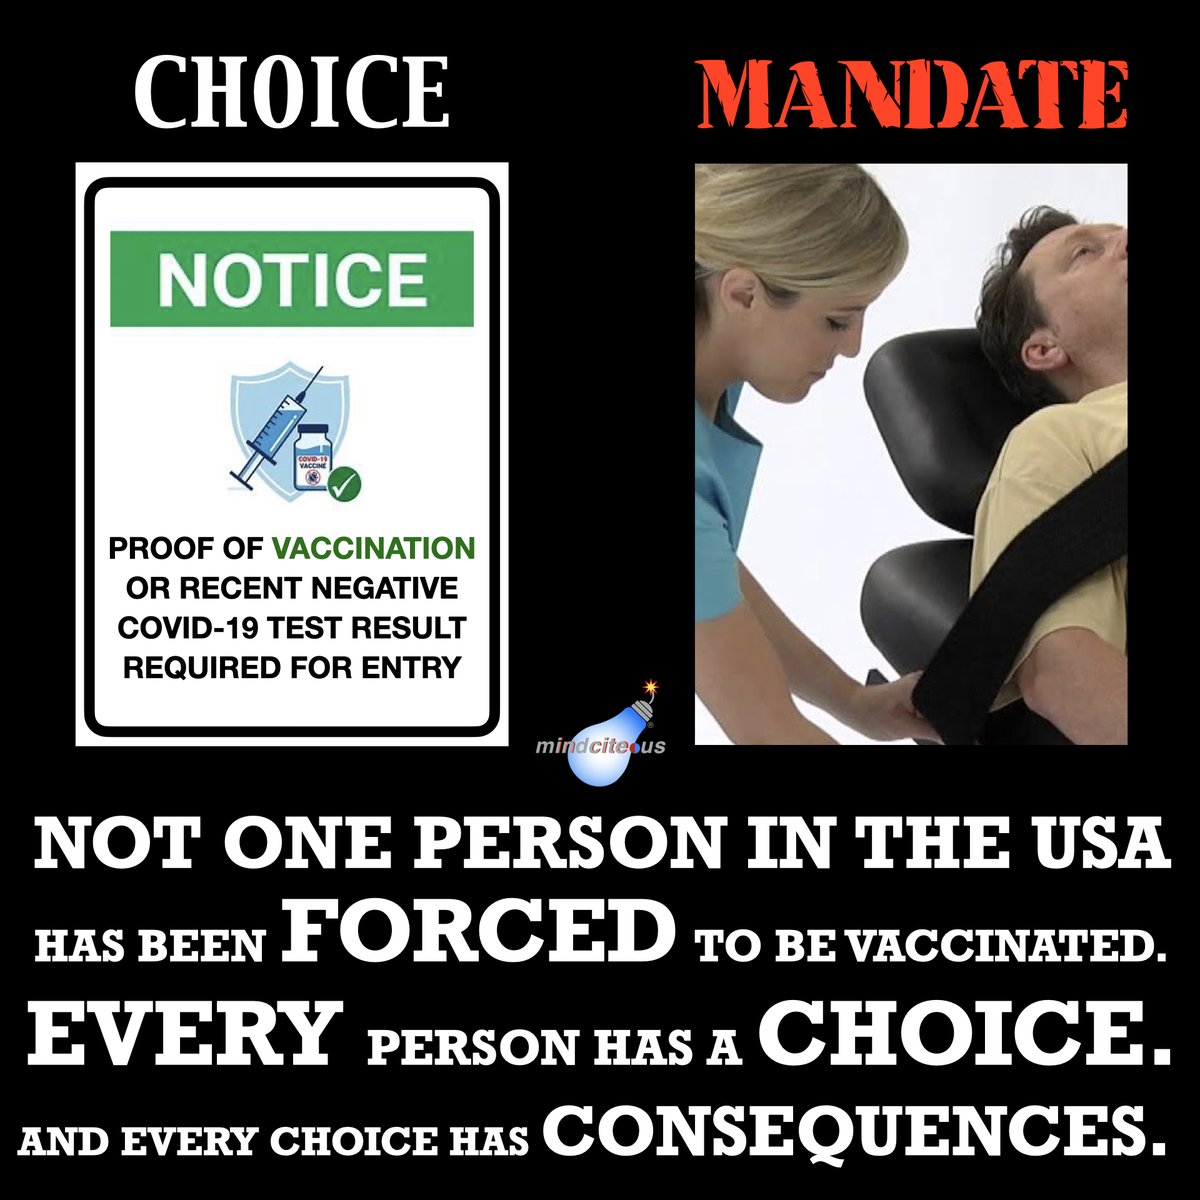 CHOICE
MANDATE
NOTICE
COVID-19
VACCINE
PROOF OF VACCINATION
OR RECENT NEGATIVE
COVID-19 TEST RESULT
REQUIRED FOR ENTRY
mindcite.us
NOT ONE PERSON IN THE USA
HAS BEEN FORCED TO BE VACCINATED.
EVERY PERSON HAS A CHOICE.
AND EVERY CHOICE HAS CONSEQUENCES.